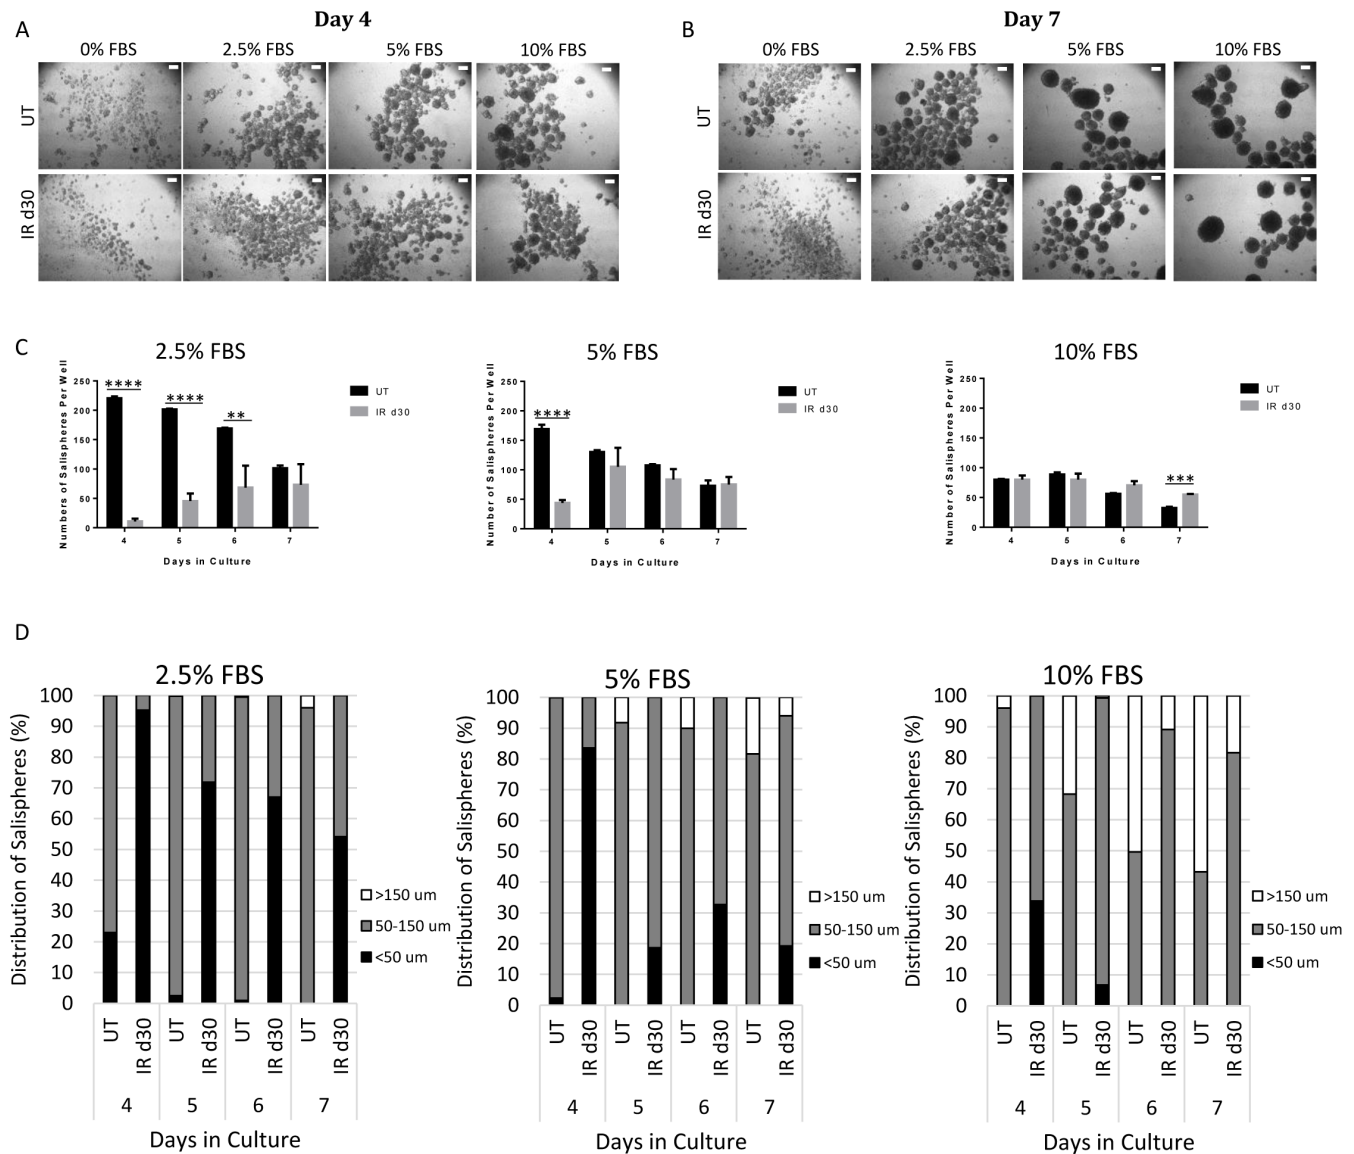 Day 4
Day 7
A
B
0% FBS 2.5% FBS 5% FBS 10% FBS
0% FBS 2.5% FBS 5% FBS 10% FBS
UT
UT
IR d30
IR d30
C
2.5% FBS
5% FBS
10% FBS
Numbers of Salispheres Per Well
250
200
150
100
50
0
****
****
**
4 5 6 7
Days in Culture
UT
IR d30
Numbers of Salispheres Per Well
250
200
150
100
50
0
****
4 5 6 7
Days in Culture
UT
IR d30
Numbers of Salispheres Per Well
250
200
150
100
50
0
***
4 5 6 7
Days in Culture
UT
IR d30
D
2.5% FBS
Distribution of Salispheres (%)
100
90
80
70
60
50
40
30
20
10
0
UT IR d30 UT IR d30 UT IR d30 UT IR d30
4 5 6 7
Days in Culture
>150 um
50-150 um
<50 um
5% FBS
Distribution of Salispheres (%)
100
90
80
70
60
50
40
30
20
10
0
UT IR d30 UT IR d30 UT IR d30 UT IR d30
4 5 6 7
Days in Culture
>150 um
50-150 um
<50 um
10% FBS
Distribution of Salispheres (%)
100
90
80
70
60
50
40
30
20
10
0
UT IR d30 UT IR d30 UT IR d30 UT IR d30
4 5 6 7
Days in Culture
>150 um
50-150 um
<50 um